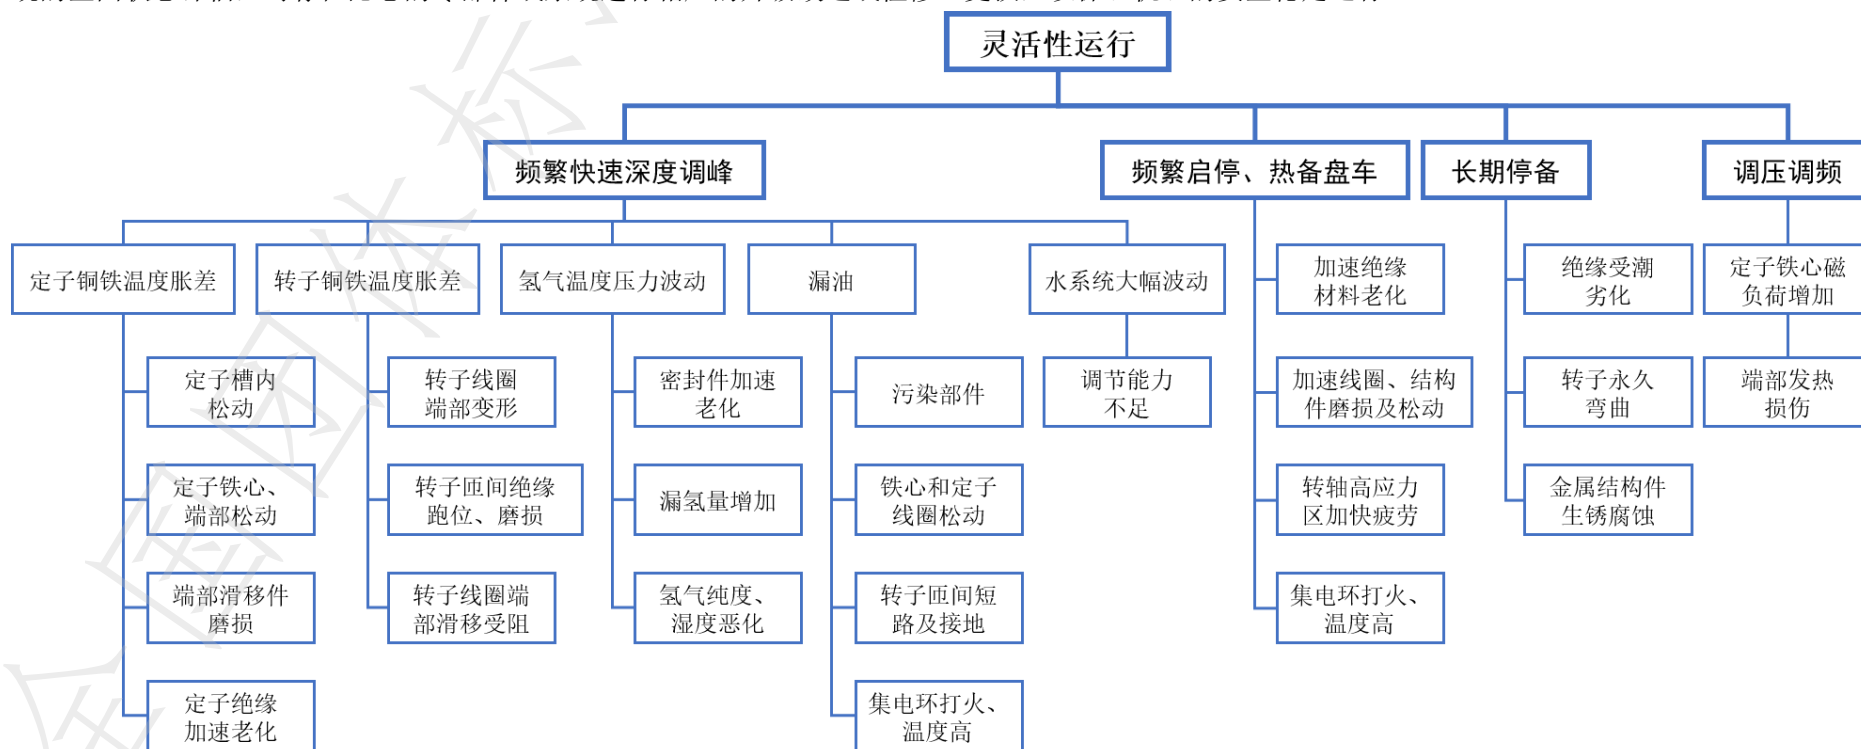 灵活性运行
频繁快速深度调峰
频繁启停、热备盘车
长期停备
调压调频
定子铜铁温度胀差
转子铜铁温度胀差
氢气温度压力波动
漏油
水系统大幅波动
加速绝缘
材料老化
绝缘受潮
劣化
定子铁心磁
负荷增加
定子槽内
松动
转子线圈
端部变形
密封件加速
老化
污染部件
调节能力
不足
加速线圈、结构
件磨损及松动
转子永久
弯曲
端部发热
损伤
定子铁心、
端部松动
转子匝间绝缘
跑位、磨损
漏氢量增加
铁心和定子
线圈松动
转轴高应力
区加快疲劳
金属结构件
生锈腐蚀
端部滑移件
磨损
转子线圈端
部滑移受阻
氢气纯度、
湿度恶化
转子匝间短
路及接地
集电环打火、
温度高
定子绝缘
加速老化
集电环打火、
温度高
全国团体标